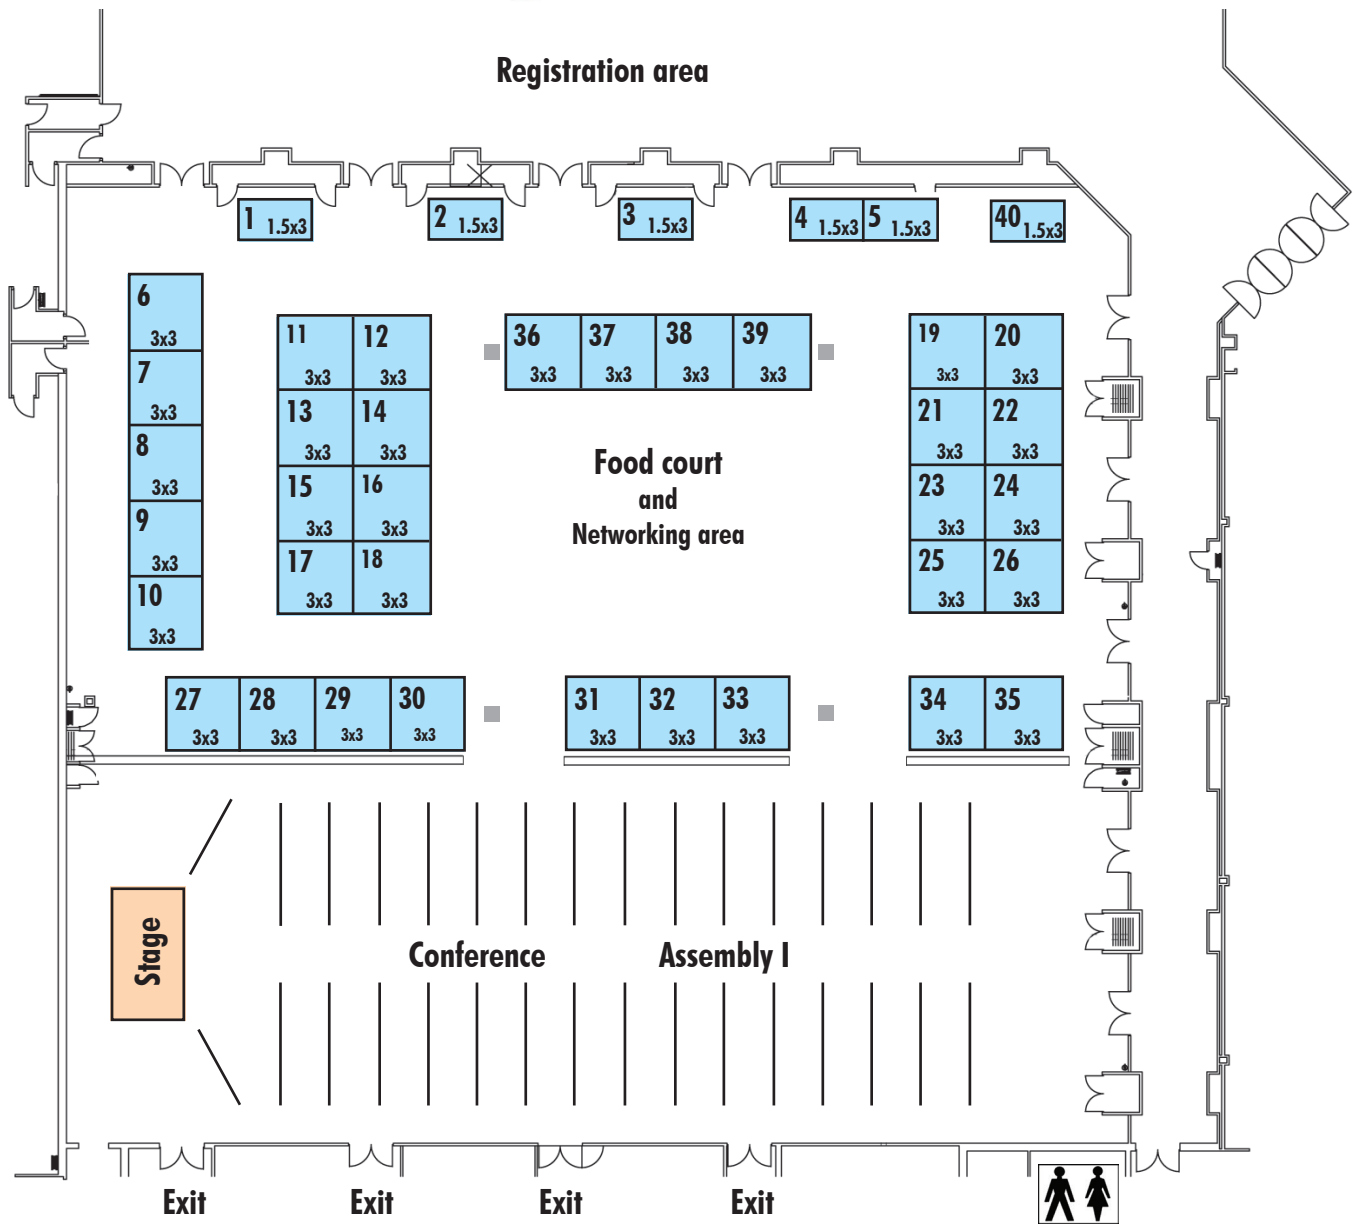 Registration area
1 1.5x3
2 1.5x3
3 1.5x3
4 1.5x3
5 1.5x3
40 1.5x3
6 3x3
7 3x3
8 3x3
9 3x3
10 3x3
11 3x3
12 3x3
13 3x3
14 3x3
15 3x3
16 3x3
17 3x3
18 3x3
36 3x3
37 3x3
38 3x3
39 3x3
Food court
and
Networking area
19 3x3
20 3x3
21 3x3
22 3x3
23 3x3
24 3x3
25 3x3
26 3x3
27 3x3
28 3x3
29 3x3
30 3x3
31 3x3
32 3x3
33 3x3
34 3x3
35 3x3
Stage
Conference Assembly I
Exit Exit Exit Exit